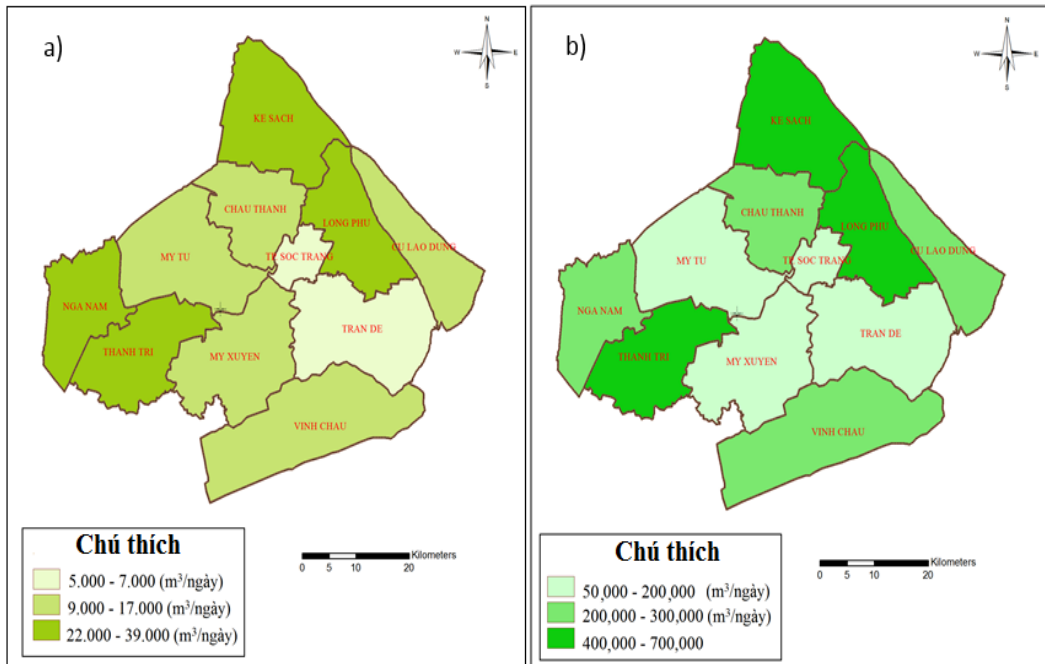 a)
N
W E
S
KE SACH
CHAU THANH
LONG PHU
CU LAO DUNG
MY TU
TP. SOC TRANG
NGA NAM
TRAN DE
THANH TRI
MY XUYEN
VINH CHAU
Chú thích
5.000 - 7.000 (m³/ngày)
9.000 - 17.000 (m³/ngày)
22.000 - 39.000 (m³/ngày)
Kilometers
0 5 10 20
b)
N
W E
S
KE SACH
CHAU THANH
LONG PHU
CU LAO DUNG
MY TU
TP. SOC TRANG
NGA NAM
TRAN DE
THANH TRI
MY XUYEN
VINH CHAU
Chú thích
50,000 - 200,000 (m³/ngày)
200,000 - 300,000 (m³/ngày)
400,000 - 700,000
Kilometers
0 5 10 20